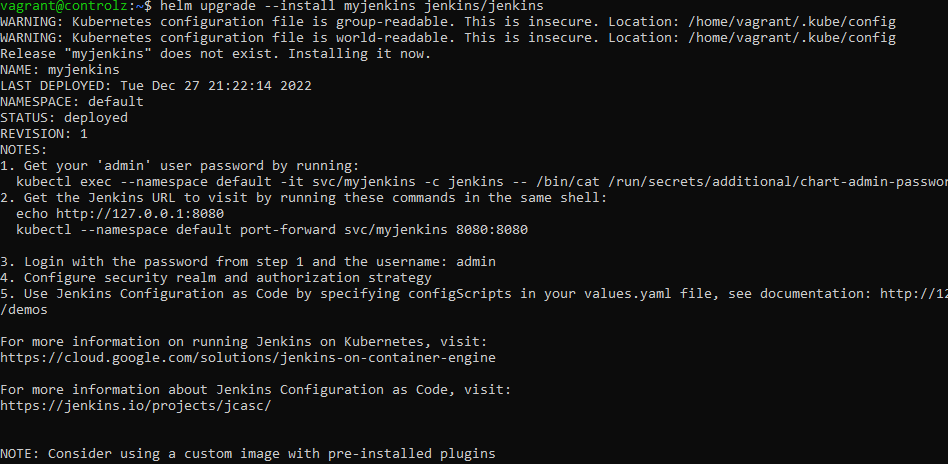 vagrant@controlz:~$ helm upgrade --install myjenkins jenkins/jenkins
WARNING: Kubernetes configuration file is group-readable. This is insecure. Location: /home/vagrant/.kube/config
WARNING: Kubernetes configuration file is world-readable. This is insecure. Location: /home/vagrant/.kube/config
Release "myjenkins" does not exist. Installing it now.
NAME: myjenkins
LAST DEPLOYED: Tue Dec 27 21:22:14 2022
NAMESPACE: default
STATUS: deployed
REVISION: 1
NOTES:
1. Get your 'admin' user password by running:
  kubectl exec --namespace default -it svc/myjenkins -c jenkins -- /bin/cat /run/secrets/additional/chart-admin-passwor
2. Get the Jenkins URL to visit by running these commands in the same shell:
  echo http://127.0.0.1:8080
  kubectl --namespace default port-forward svc/myjenkins 8080:8080

3. Login with the password from step 1 and the username: admin
4. Configure security realm and authorization strategy
5. Use Jenkins Configuration as Code by specifying configScripts in your values.yaml file, see documentation: http://12
/demos

For more information on running Jenkins on Kubernetes, visit:
https://cloud.google.com/solutions/jenkins-on-container-engine

For more information about Jenkins Configuration as Code, visit:
https://jenkins.io/projects/jcasc/

NOTE: Consider using a custom image with pre-installed plugins